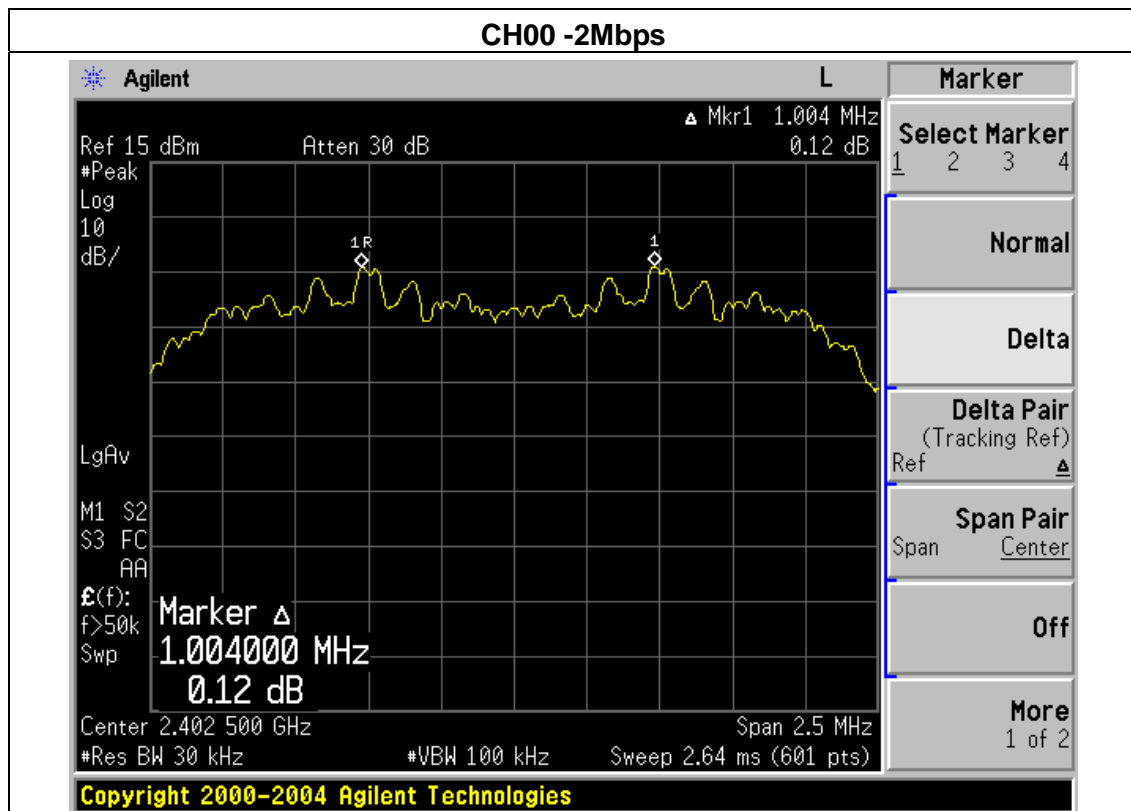 CH00 -2Mbps
Agilent L
Marker
▵ Mkr1 1.004 MHz
Ref 15 dBm Atten 30 dB 0.12 dB
#Peak
Log
10
dB/
1R
1
LgAv
M1 S2
S3 FC
AA
£(f):
f>50k
Swp
Marker ▵
1.004000 MHz
0.12 dB
Center 2.402 500 GHz Span 2.5 MHz
#Res BW 30 kHz #VBW 100 kHz Sweep 2.64 ms (601 pts)
Select Marker
1 2 3 4
Normal
Delta
Delta Pair
(Tracking Ref)
Ref ▵
Span Pair
Span Center
Off
More
1 of 2
Copyright 2000-2004 Agilent Technologies